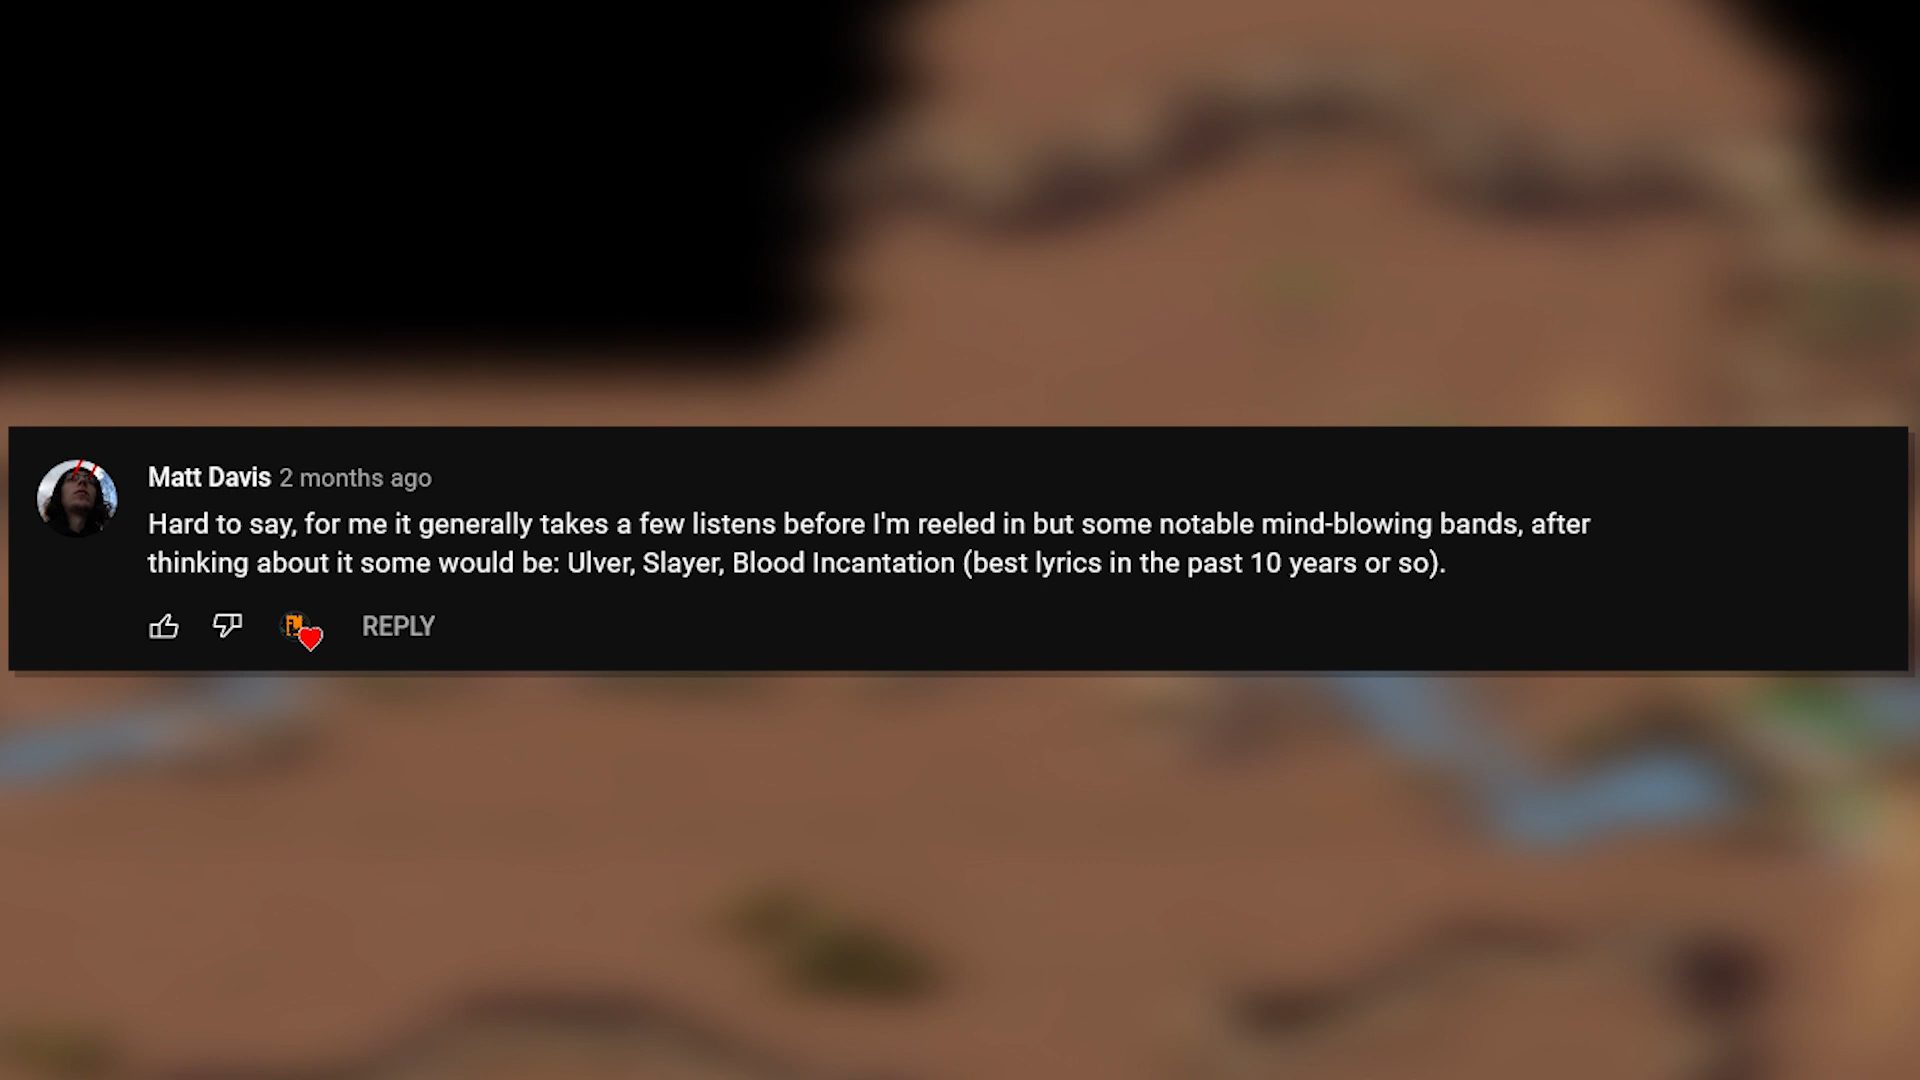 Matt Davis 2 months ago
Hard to say, for me it generally takes a few listens before I'm reeled in but some notable mind-blowing bands, after
thinking about it some would be: Ulver, Slayer, Blood Incantation (best lyrics in the past 10 years or so).
REPLY